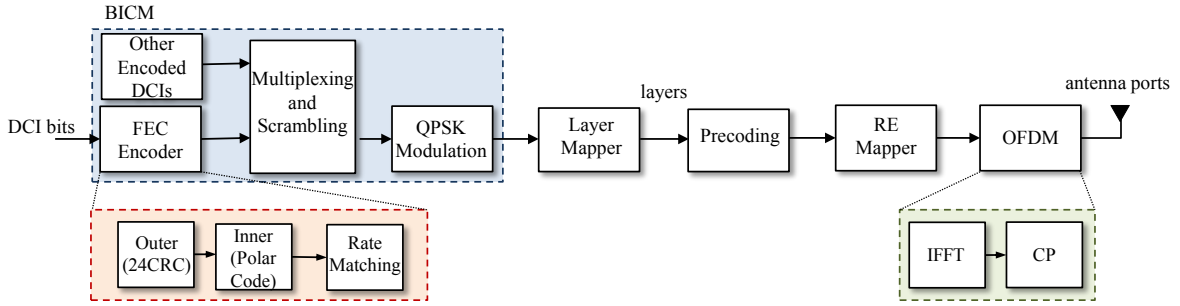 BICM
Other
Encoded
DCIs
Multiplexing
and
Scrambling
DCI bits
FEC
Encoder
QPSK
Modulation
Layer
Mapper
layers
Precoding
RE
Mapper
OFDM
antenna ports
Outer
(24CRC)
Inner
(Polar
Code)
Rate
Matching
IFFT
CP